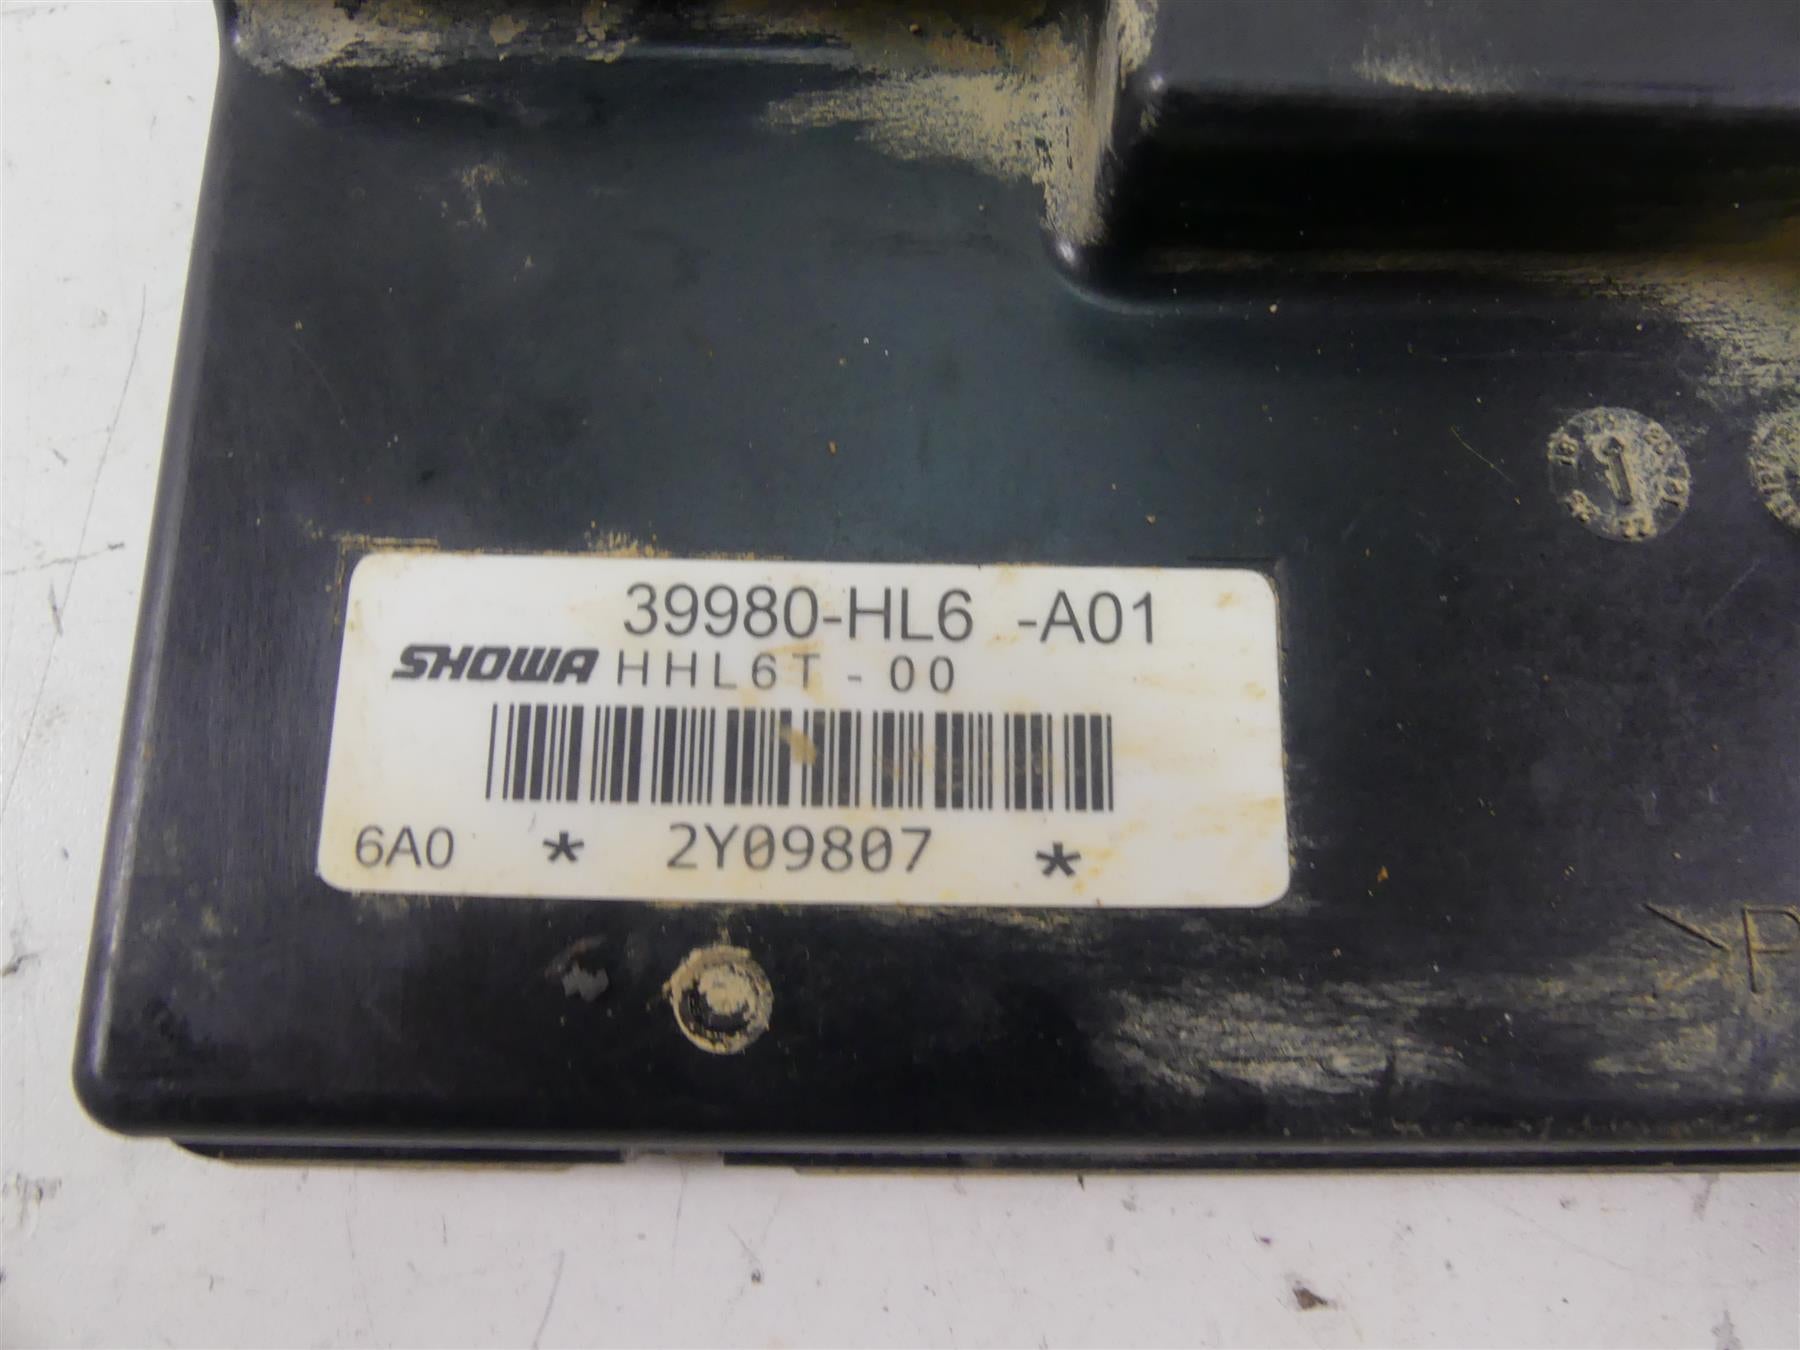 39980-HL6 -A01
SHOWA HHL6T-00
6A0 * 2Y09807 *
>P